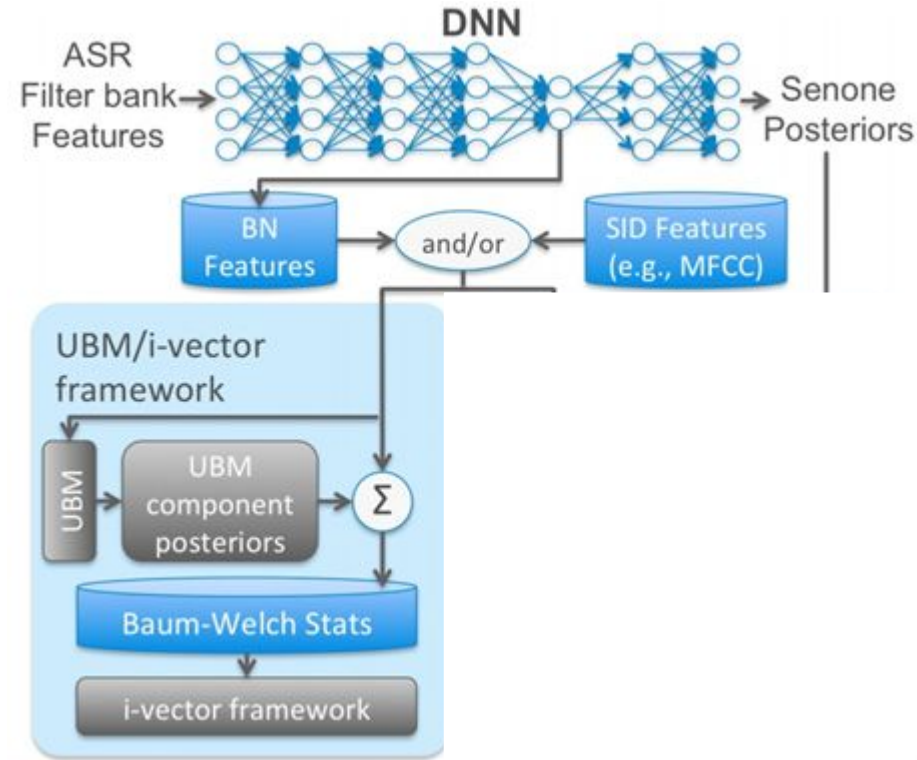 DNN
ASR
Filter bank
Features
Senone
Posteriors
BN
Features
and/or
SID Features
(e.g., MFCC)
UBM/i-vector
framework
UBM
UBM
component
posteriors
Σ
Baum-Welch Stats
i-vector framework